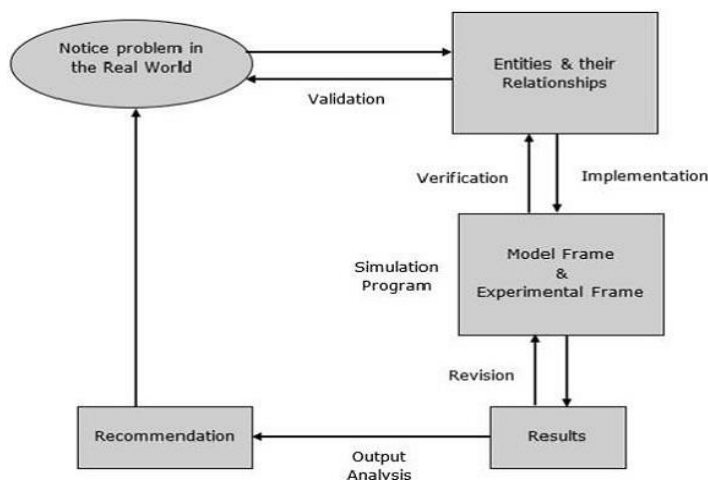 Notice problem in
the Real World
Validation
Entities & their
Relationships
Verification
Implementation
Simulation
Program
Model Frame
&
Experimental Frame
Revision
Recommendation
Output
Analysis
Results